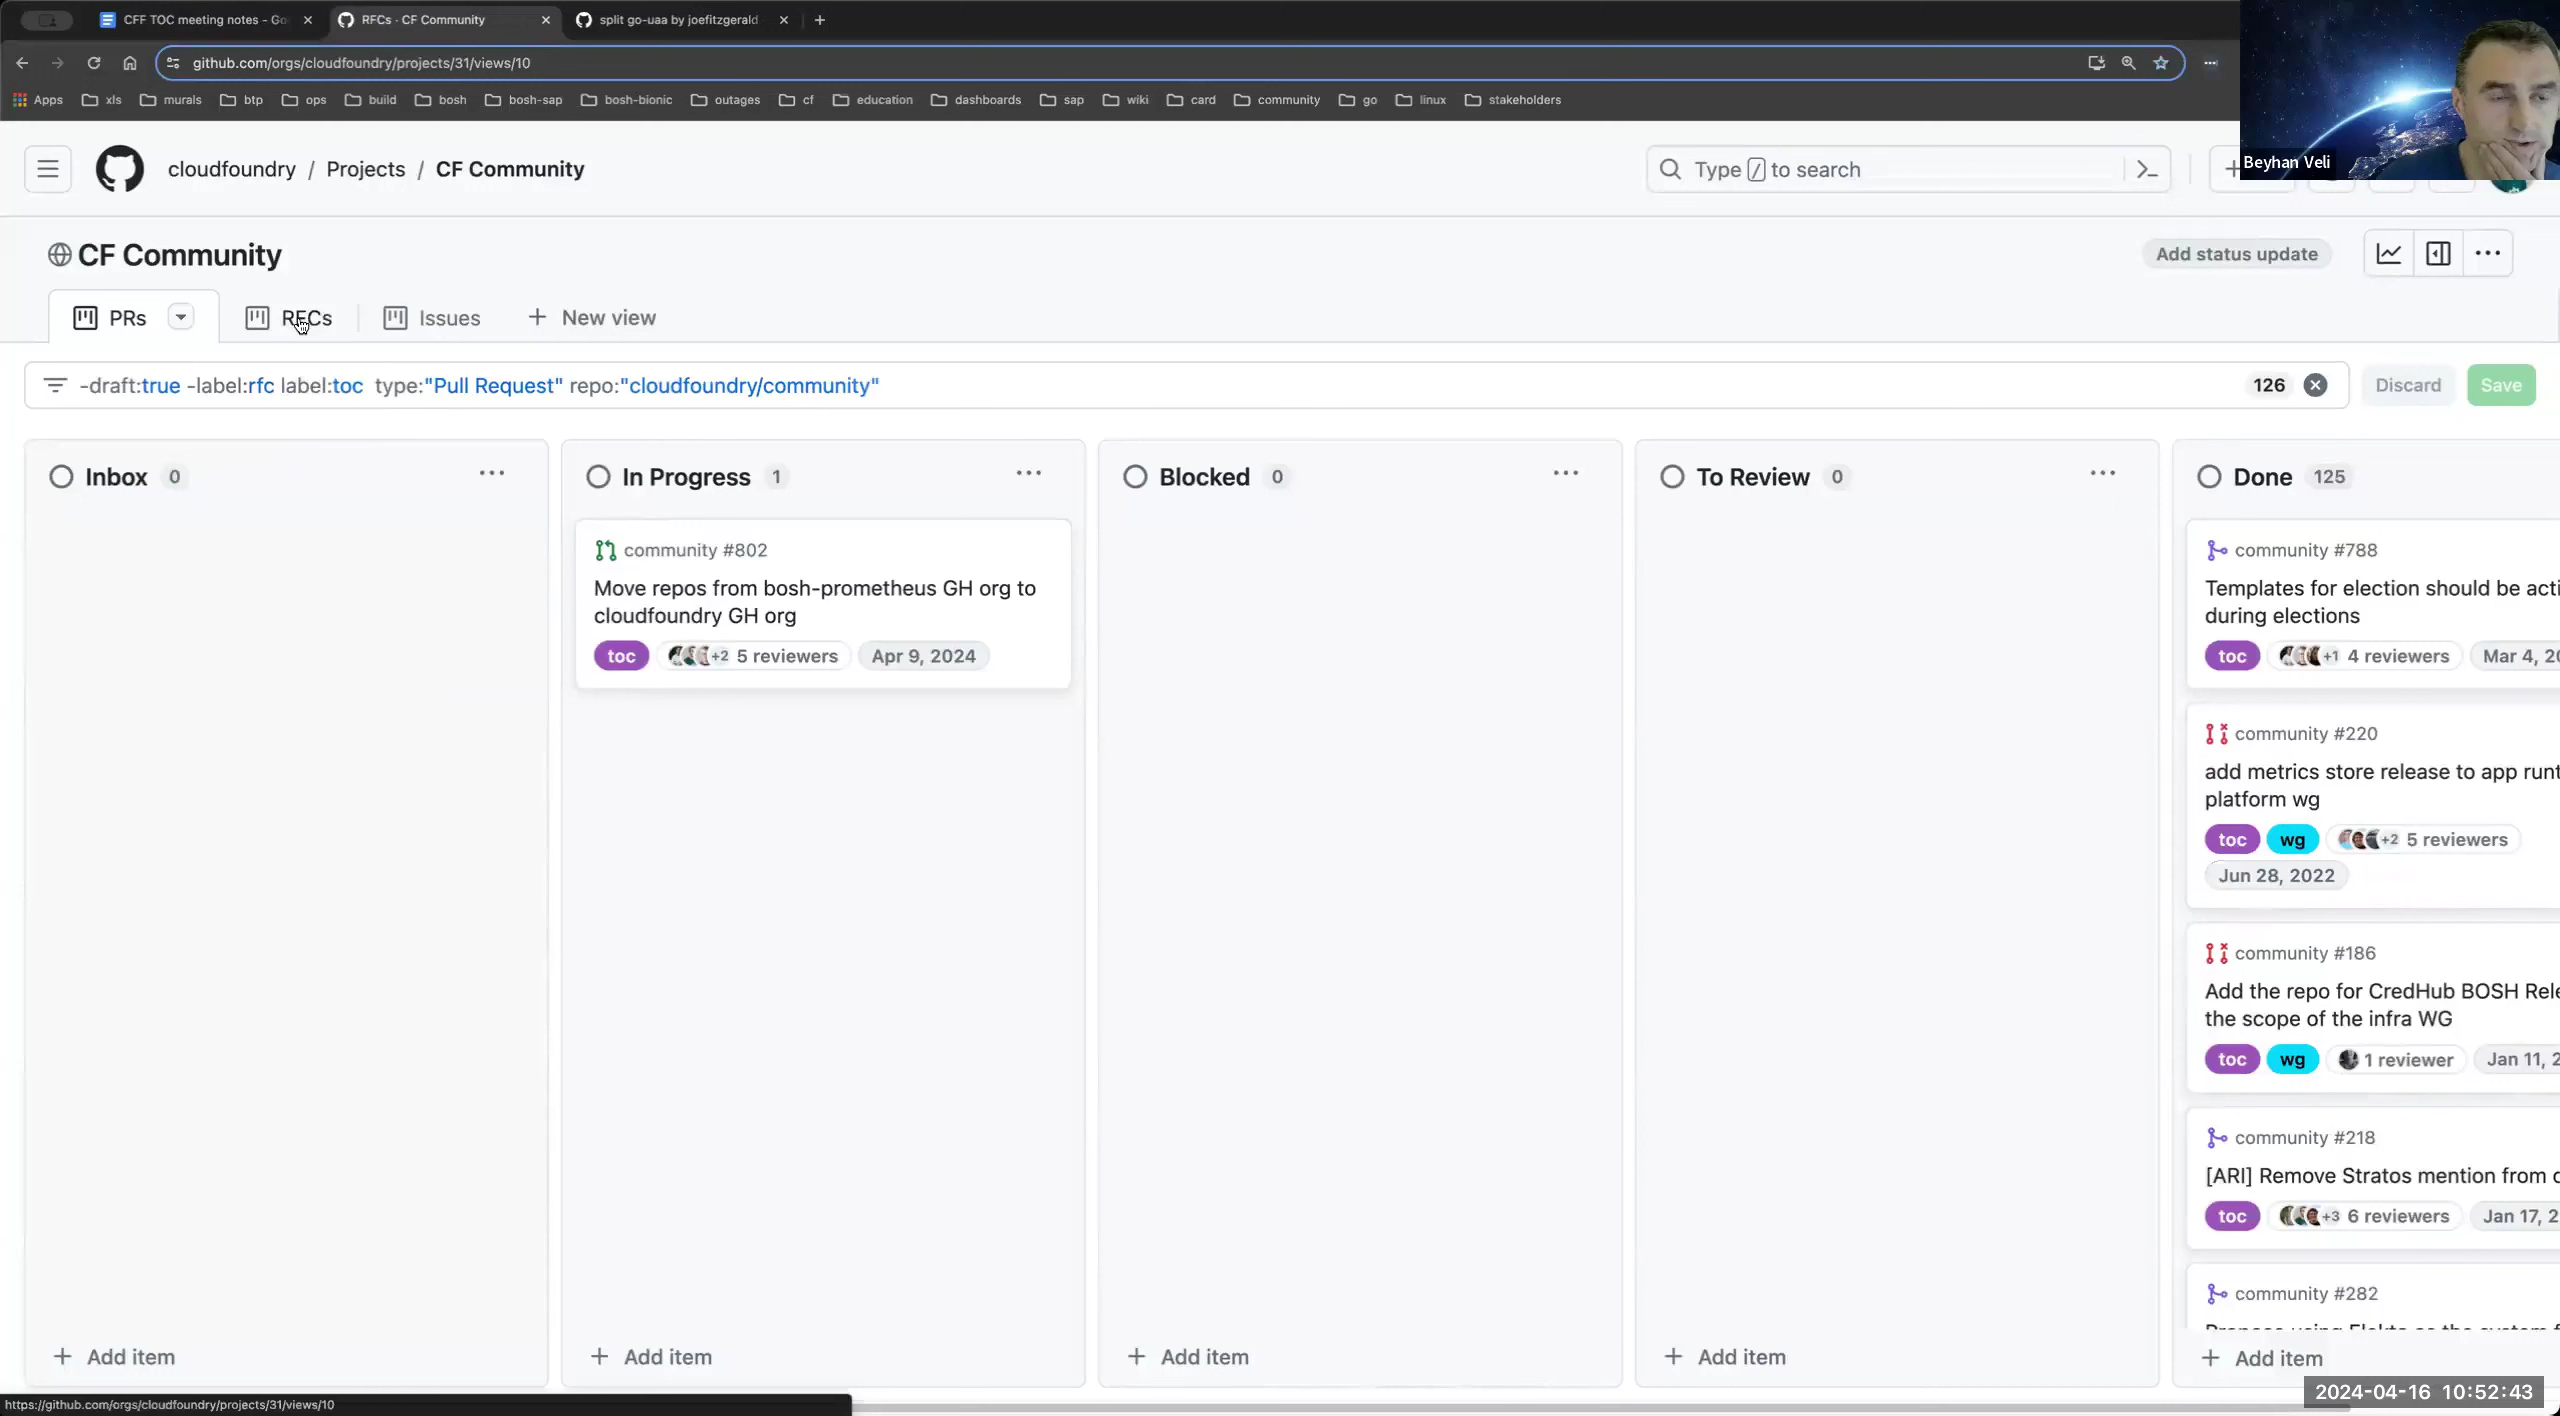 CFF TOC meeting notes - Go
RFCs · CF Community
split go-uaa by joefitzgerald
github.com/orgs/cloudfoundry/projects/31/views/10
Apps xls murals btp ops build bosh bosh-sap bosh-bionic outages cf education dashboards sap wiki card community go linux stakeholders
Beyhan Veli
cloudfoundry / Projects / CF Community
Type / to search
CF Community
Add status update
PRs
RFCs
Issues
+ New view
-draft:true -label:rfc label:toc type:"Pull Request" repo:"cloudfoundry/community"
126
Discard
Save
Inbox 0
+ Add item
In Progress 1
community #802
Move repos from bosh-prometheus GH org to
cloudfoundry GH org
toc +2 5 reviewers Apr 9, 2024
+ Add item
Blocked 0
+ Add item
To Review 0
+ Add item
Done 125
community #788
Templates for election should be acti
during elections
toc +1 4 reviewers Mar 4, 20
community #220
add metrics store release to app runt
platform wg
toc wg +2 5 reviewers
Jun 28, 2022
community #186
Add the repo for CredHub BOSH Rele
the scope of the infra WG
toc wg 1 reviewer Jan 11, 2
community #218
[ARI] Remove Stratos mention from
toc +3 6 reviewers Jan 17, 2
community #282
+ Add item
https://github.com/orgs/cloudfoundry/projects/31/views/10
2024-04-16 10:52:43